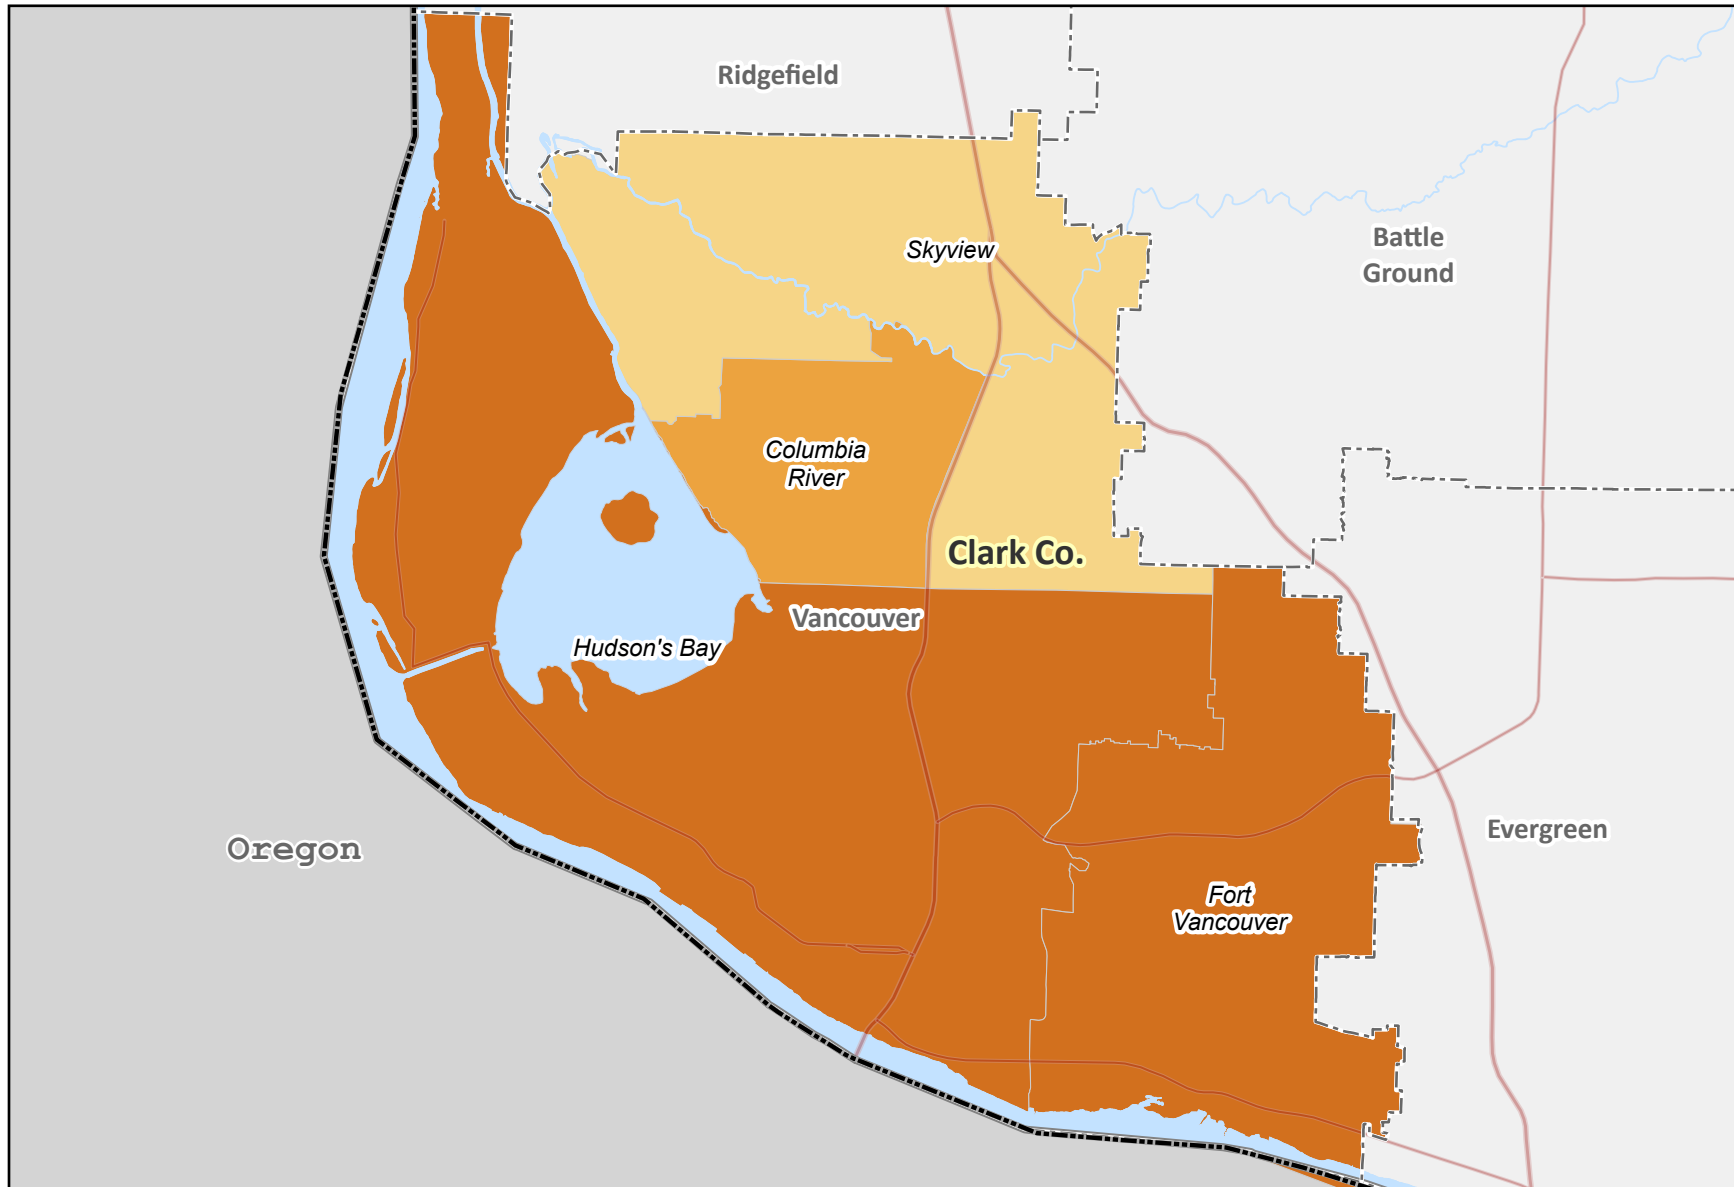 Ridgefield
Skyview
Battle
Ground
Columbia
River
Clark Co.
Vancouver
Hudson's Bay
Oregon
Evergreen
Fort
Vancouver